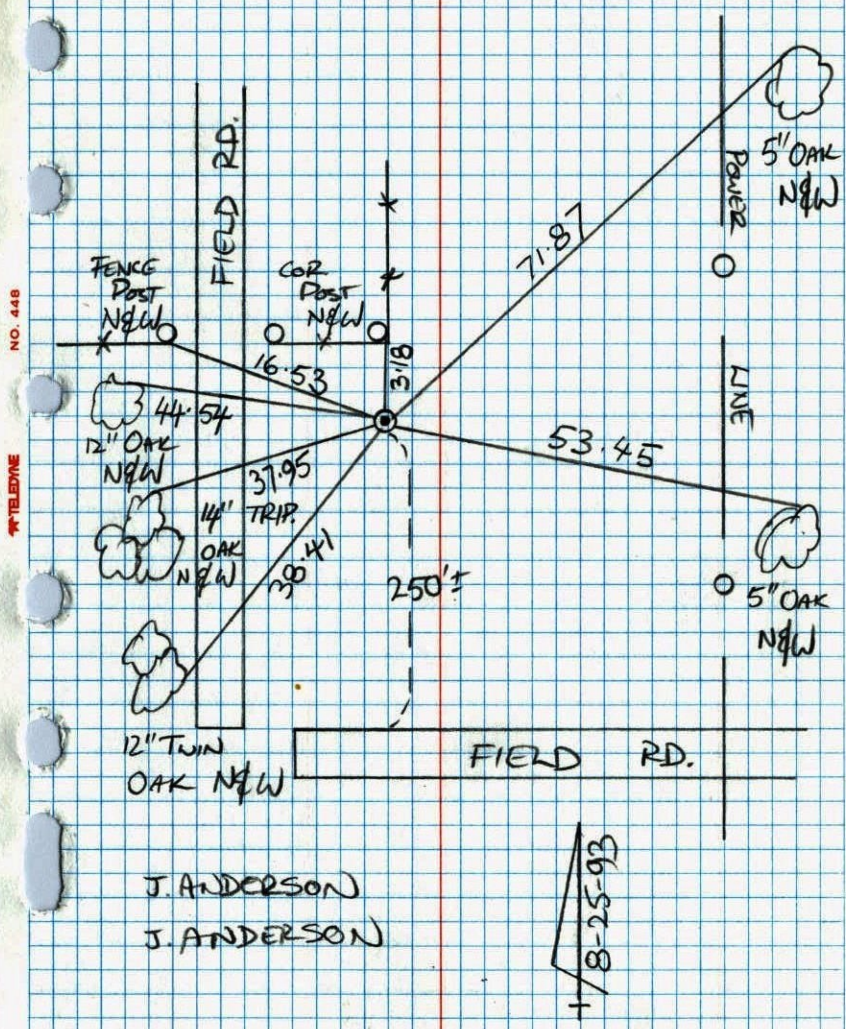 5" OAK
N&W
POWER
LINE
FIELD RD.
71.87
FENCE
POST
N&W
COR
POST
N&W
NO. 448
3.18
16.53
44.54
12" OAK
N&W
53.45
37.95
14" TRIP.
OAK
N&W
38.41
250'±
5" OAK
N&W
TELEDYNE
12" TWIN
OAK N&W
FIELD RD.
J. ANDERSON
J. ANDERSON
8-25-93